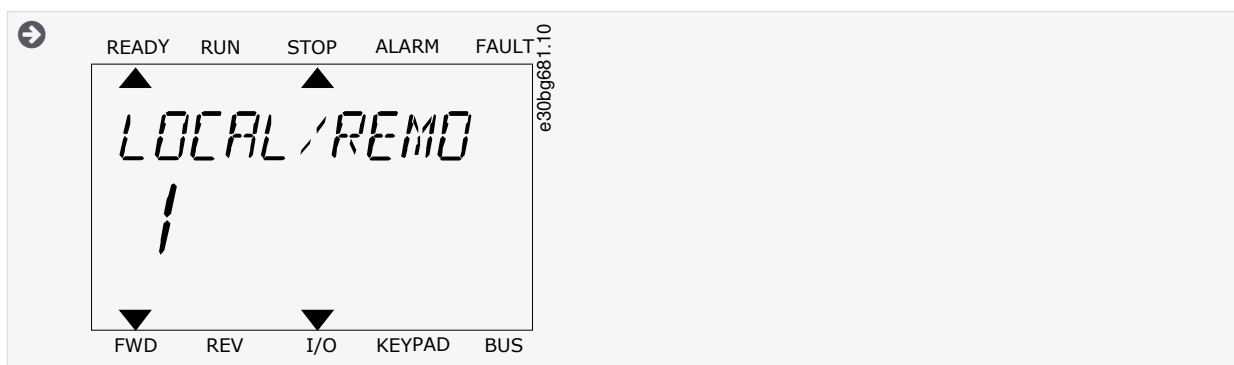 READY RUN STOP ALARM FAULT
LOCAL/REMO
1
FWD REV I/O KEYPAD BUS
e30bg681.10